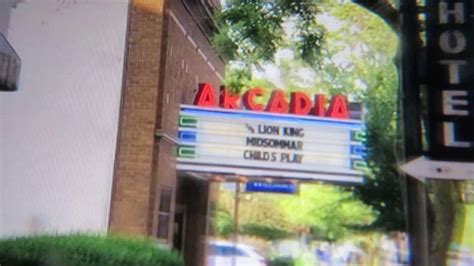 ARCADIA
LION KING
MIDSOMMAR
CHILD'S PLAY
HOTEL